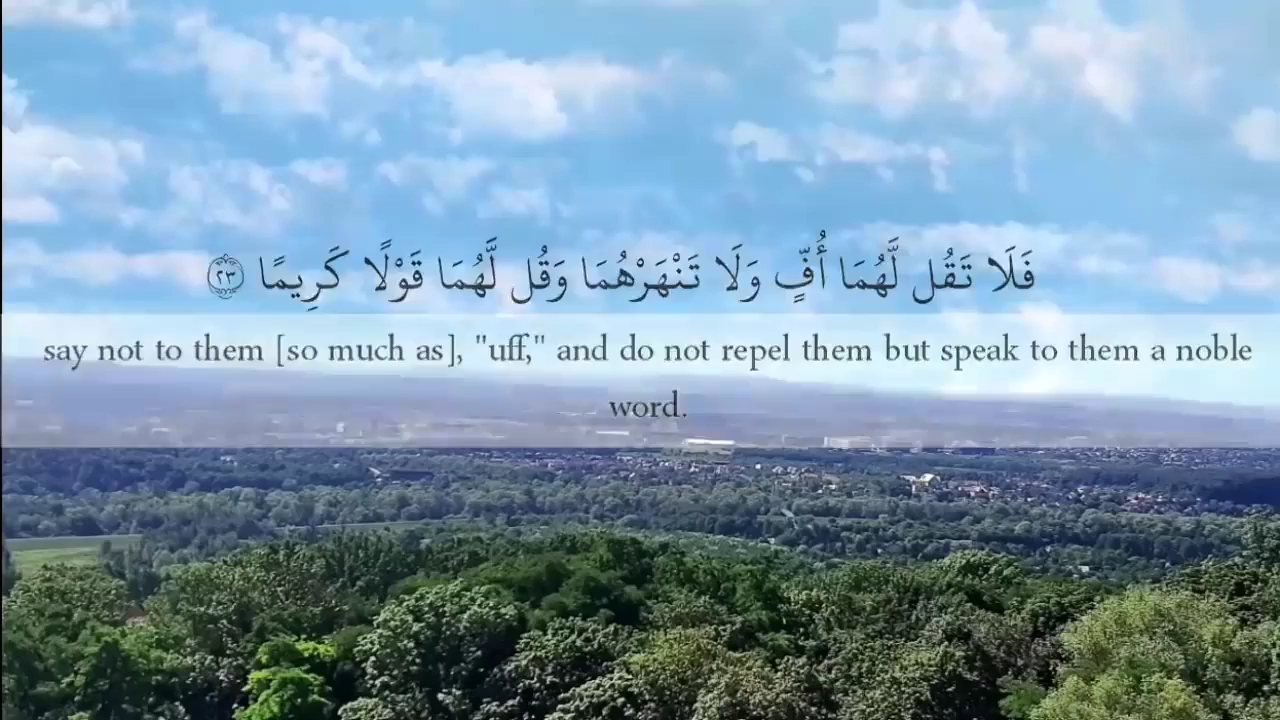 فَلَا تَقُل لَّهُمَا أُفٍّ وَلَا تَنْهَرْهُمَا وَقُل لَّهُمَا قَوْلًا كَرِيمًا ٢٣
say not to them [so much as], "uff," and do not repel them but speak to them a noble
word.